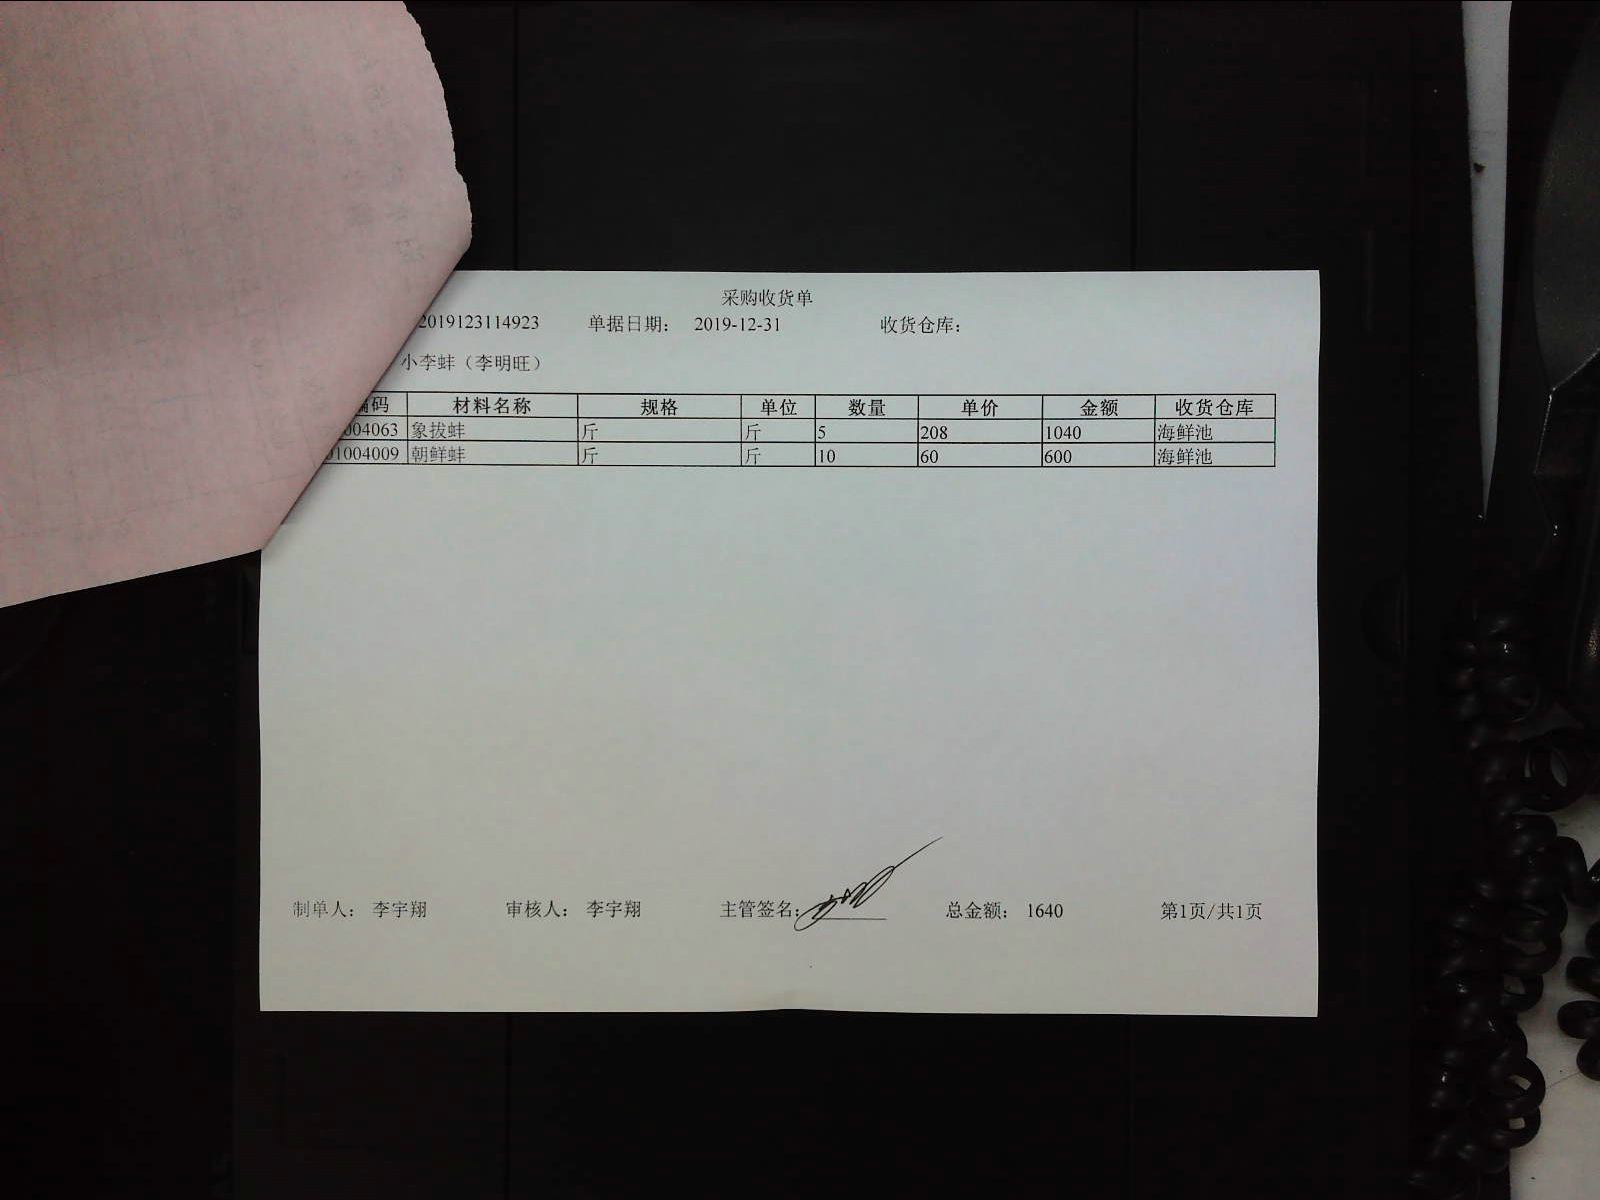 采购收货单
2019123114923 单据日期： 2019-12-31 收货仓库：
小李蚌（李明旺）
编码 材料名称 规格 单位 数量 单价 金额 收货仓库
004063 象拔蚌 斤 斤 5 208 1040 海鲜池
01004009 朝鲜蚌 斤 斤 10 60 600 海鲜池
制单人： 李宇翔 审核人： 李宇翔 主管签名： 总金额： 1640 第1页/共1页